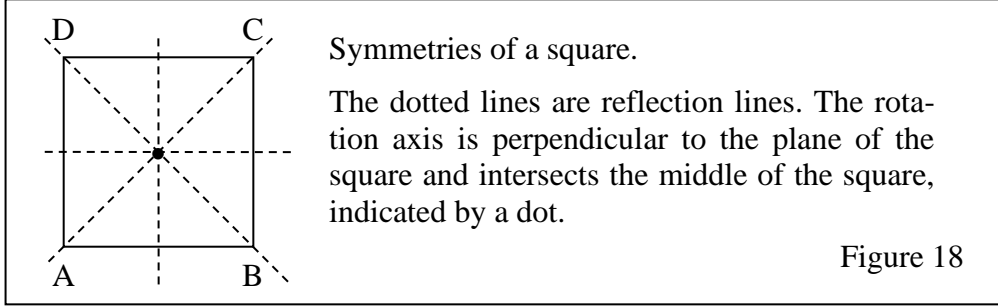 D C
Symmetries of a square.
The dotted lines are reflection lines. The rota-
tion axis is perpendicular to the plane of the
square and intersects the middle of the square,
indicated by a dot.
A B
Figure 18